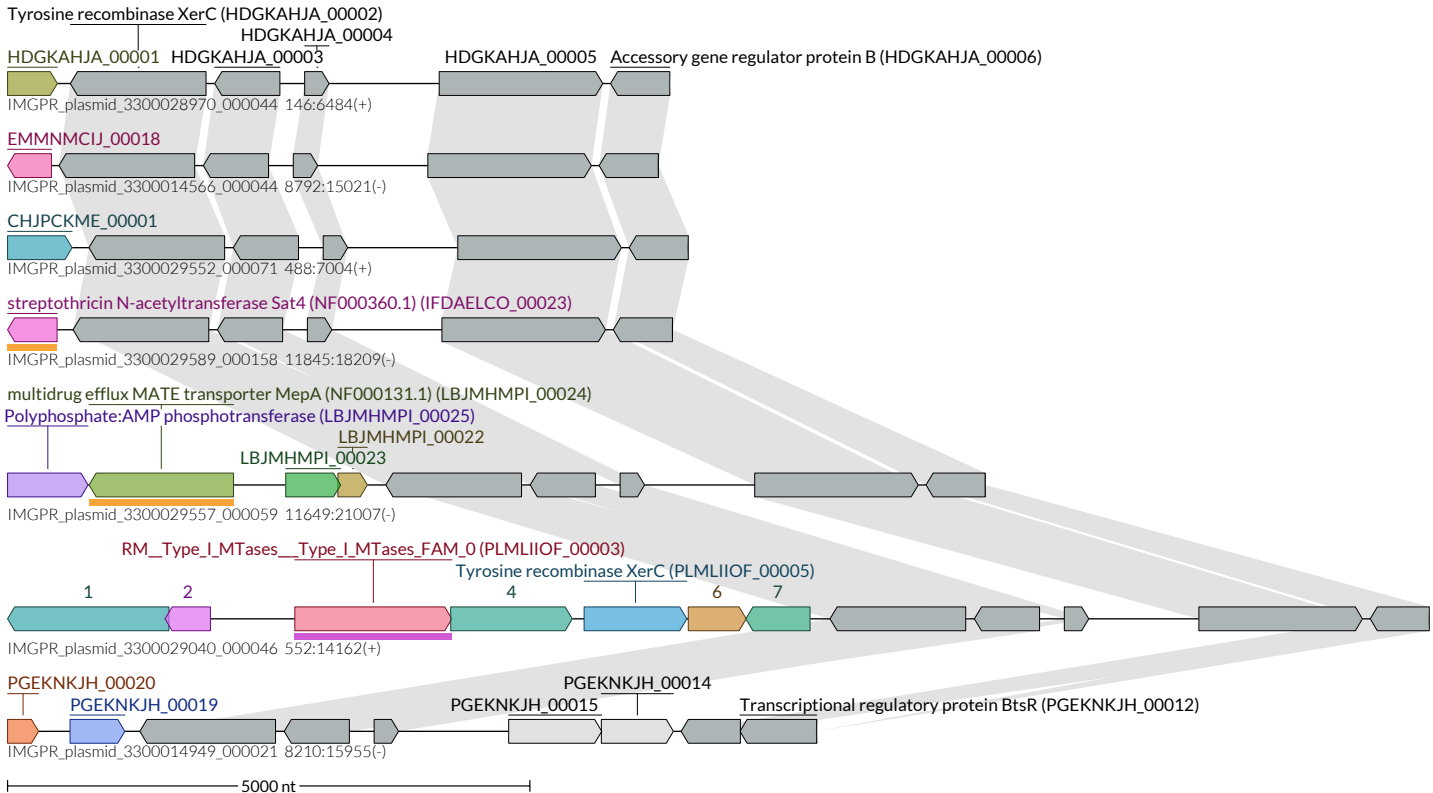 Tyrosine recombinase XerC (HDGKAHJA_00002)
HDGKAHJA_00004
HDGKAHJA_00001 HDGKAHJA_00003 HDGKAHJA_00005 Accessory gene regulator protein B (HDGKAHJA_00006)
IMGPR_plasmid_3300028970_000044 146:6484(+)
EMMNMCIJ_00018
IMGPR_plasmid_3300014566_000044 8792:15021(-)
CHJPCKME_00001
IMGPR_plasmid_3300029552_000071 488:7004(+)
streptothricin N-acetyltransferase Sat4 (NF000360.1) (IFDAELCO_00023)
IMGPR_plasmid_3300029589_000158 11845:18209(-)
multidrug efflux MATE transporter MepA (NF000131.1) (LBJMHMPI_00024)
Polyphosphate:AMP phosphotransferase (LBJMHMPI_00025)
LBJMHMPI_00022
LBJMHMPI_00023
IMGPR_plasmid_3300029557_000059 11649:21007(-)
RM__Type_I_MTases___Type_I_MTases_FAM_0 (PLMLIIOF_00003)
Tyrosine recombinase XerC (PLMLIIOF_00005)
1 2 4 6 7
IMGPR_plasmid_3300029040_000046 552:14162(+)
PGEKNKJH_00020 PGEKNKJH_00014
PGEKNKJH_00019 PGEKNKJH_00015 Transcriptional regulatory protein BtsR (PGEKNKJH_00012)
IMGPR_plasmid_3300014949_000021 8210:15955(-)
5000 nt